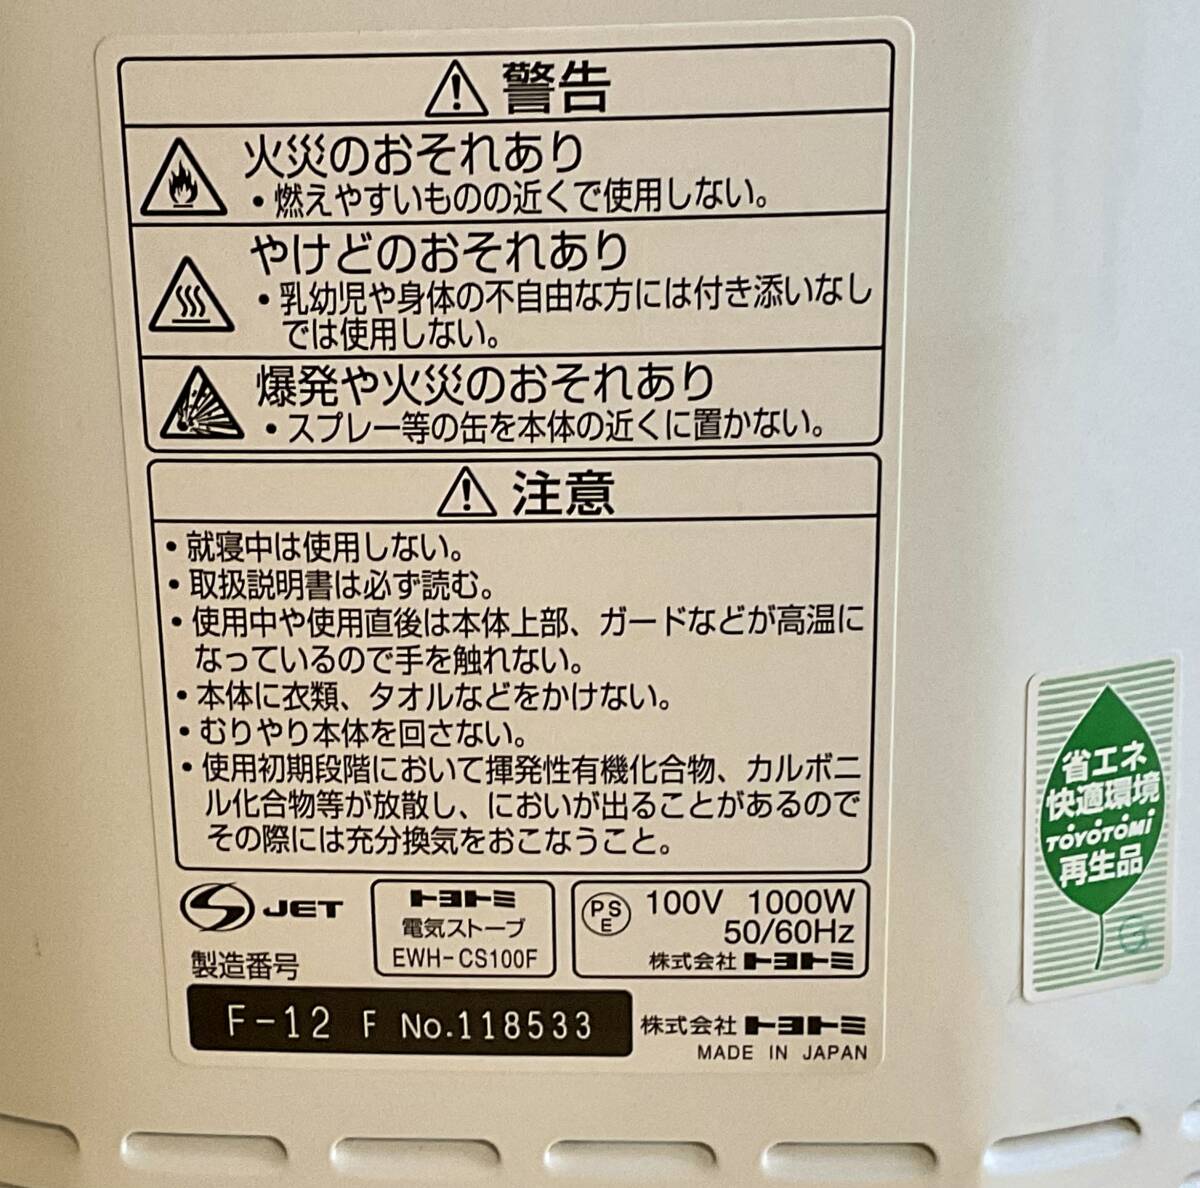 警告
火災のおそれあり
・燃えやすいものの近くで使用しない。
やけどのおそれあり
・乳幼児や身体の不自由な方には付き添いなし
では使用しない。
爆発や火災のおそれあり
・スプレー等の缶を本体の近くに置かない。
注意
・就寝中は使用しない。
・取扱説明書は必ず読む。
・使用中や使用直後は本体上部、ガードなどが高温に
なっているので手を触れない。
・本体に衣類、タオルなどをかけない。
・むりやり本体を回さない。
・使用初期段階において揮発性有機化合物、カルボニ
ル化合物等が放散し、においが出ることがあるので
その際には充分換気をおこなうこと。
JET
製造番号
トヨトミ
電気ストーブ
EWH-CS100F
PS
E
100V 1000W
50/60Hz
株式会社トヨトミ
F-12 F No.118533
株式会社トヨトミ
MADE IN JAPAN
省エネ
快適環境
TOYOTOMi
再生品
G